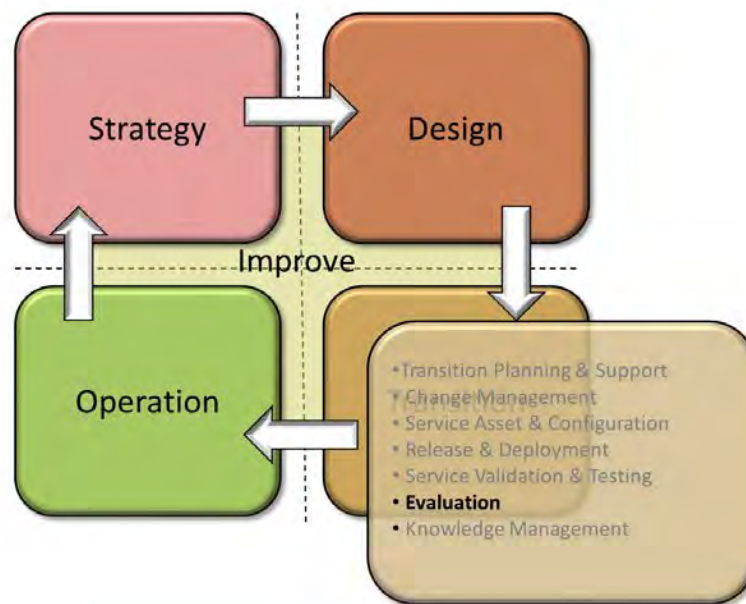 Strategy
Design
Improve
Operation
Transition
•Transition Planning & Support
•Change Management
•Service Asset & Configuration
•Release & Deployment
•Service Validation & Testing
•Evaluation
•Knowledge Management